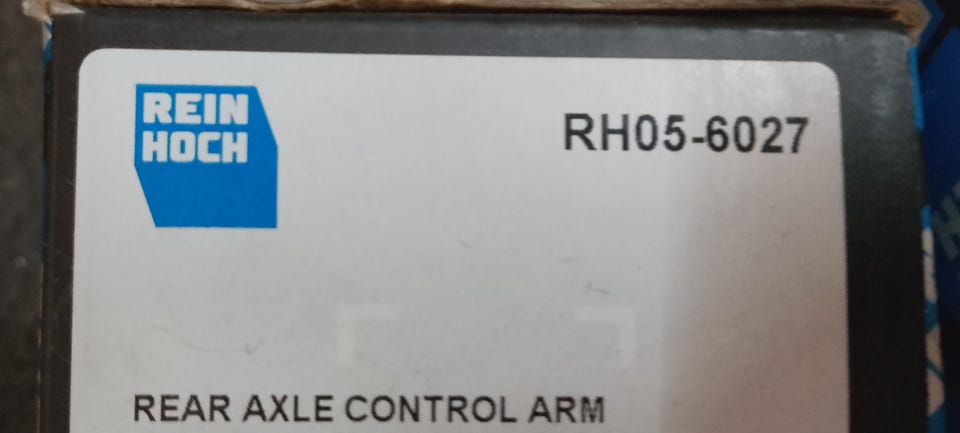 REIN
HOCH
RH05-6027
REAR AXLE CONTROL ARM